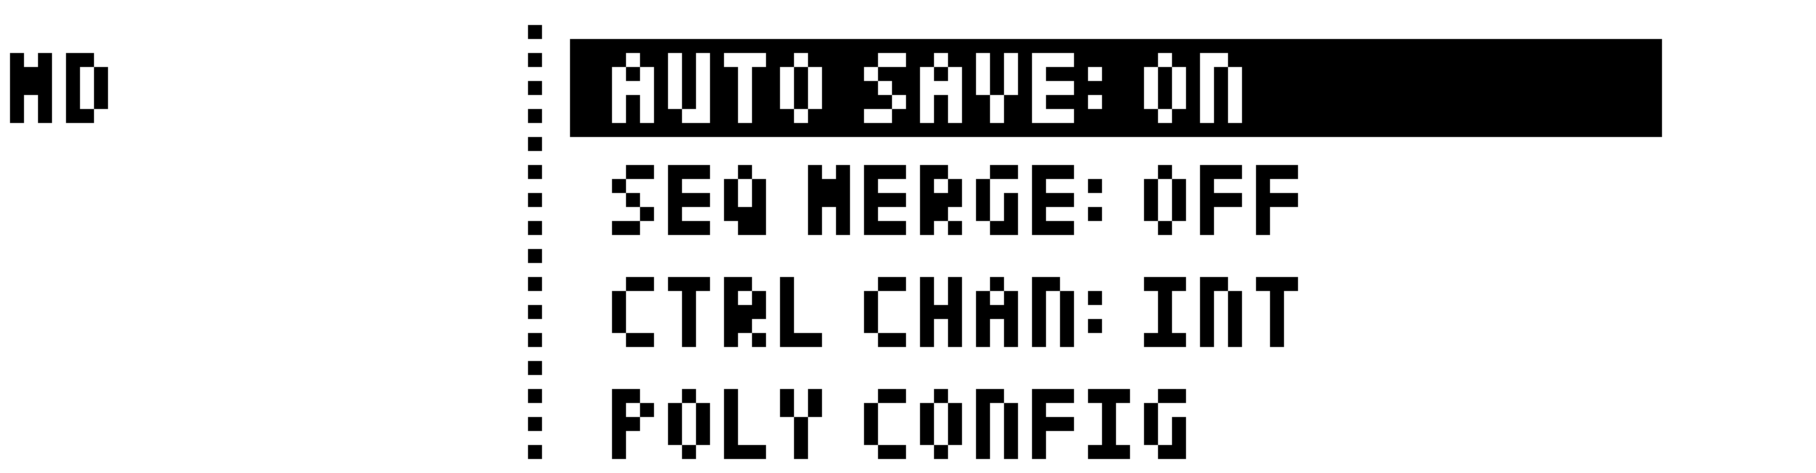 MD
AUTO SAVE: ON
SEQ MERGE: OFF
CTRL CHAN: INT
POLY CONFIG